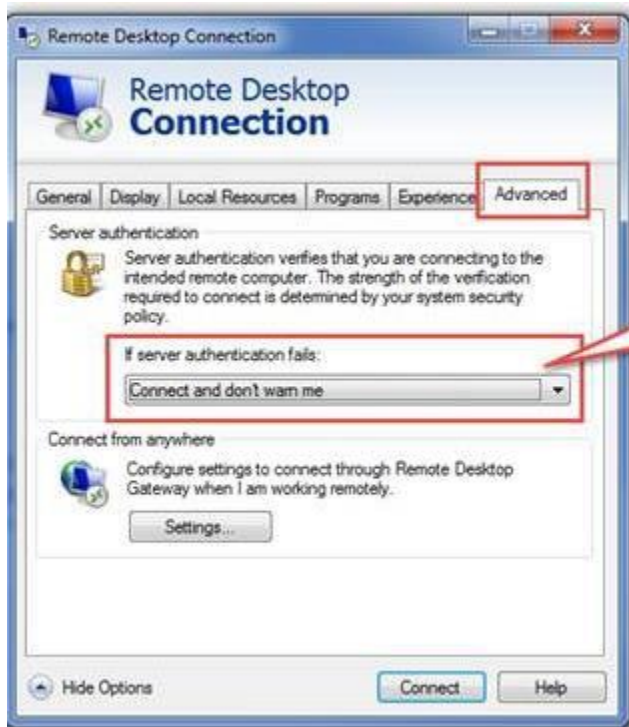 Remote Desktop Connection
Remote Desktop
Connection
General Display Local Resources Programs Experience Advanced
Server authentication
Server authentication verifies that you are connecting to the
intended remote computer. The strength of the verification
required to connect is determined by your system security
policy.
If server authentication fails:
Connect and don't warn me
Connect from anywhere
Configure settings to connect through Remote Desktop
Gateway when I am working remotely.
Settings...
Hide Options Connect Help